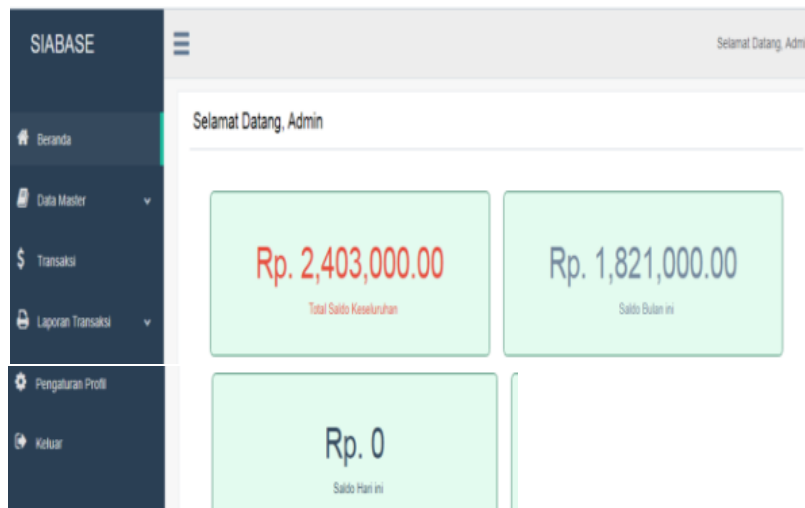 SIABASE
Selamat Datang, Admi
Beranda
Data Master
Transaksi
Laporan Transaksi
Pengaturan Profil
Keluar
Selamat Datang, Admin
Rp. 2,403,000.00
Total Saldo Keseluruhan
Rp. 1,821,000.00
Saldo Bulan ini
Rp. 0
Saldo Hari ini